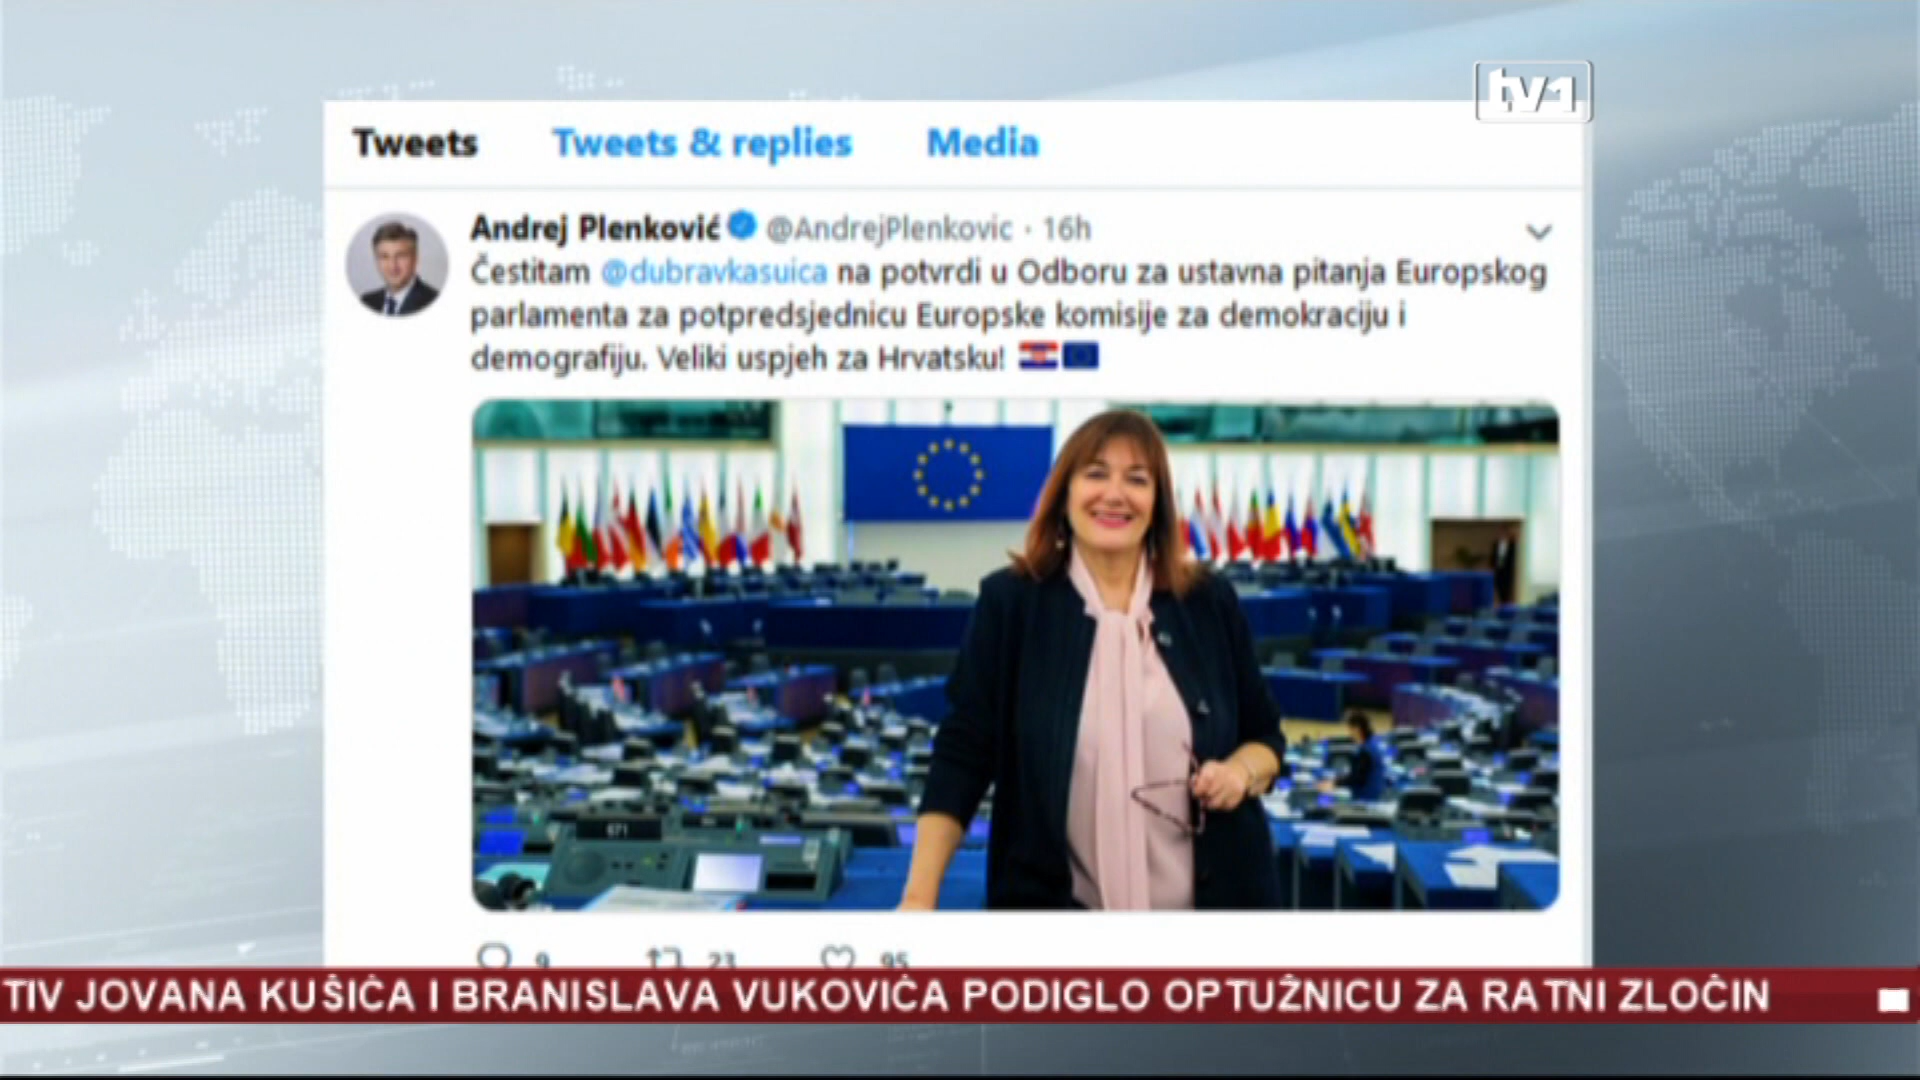 tv1
Tweets Tweets & replies Media
Andrej Plenković @AndrejPlenkovic · 16h
Čestitam @dubravkasuica na potvrdi u Odboru za ustavna pitanja Europskog
parlamenta za potpredsjednicu Europske komisije za demokraciju i
demografiju. Veliki uspjeh za Hrvatsku!
671
9 23 95
TIV JOVANA KUŠIĆA I BRANISLAVA VUKOVIĆA PODIGLO OPTUŽNICU ZA RATNI ZLOČIN